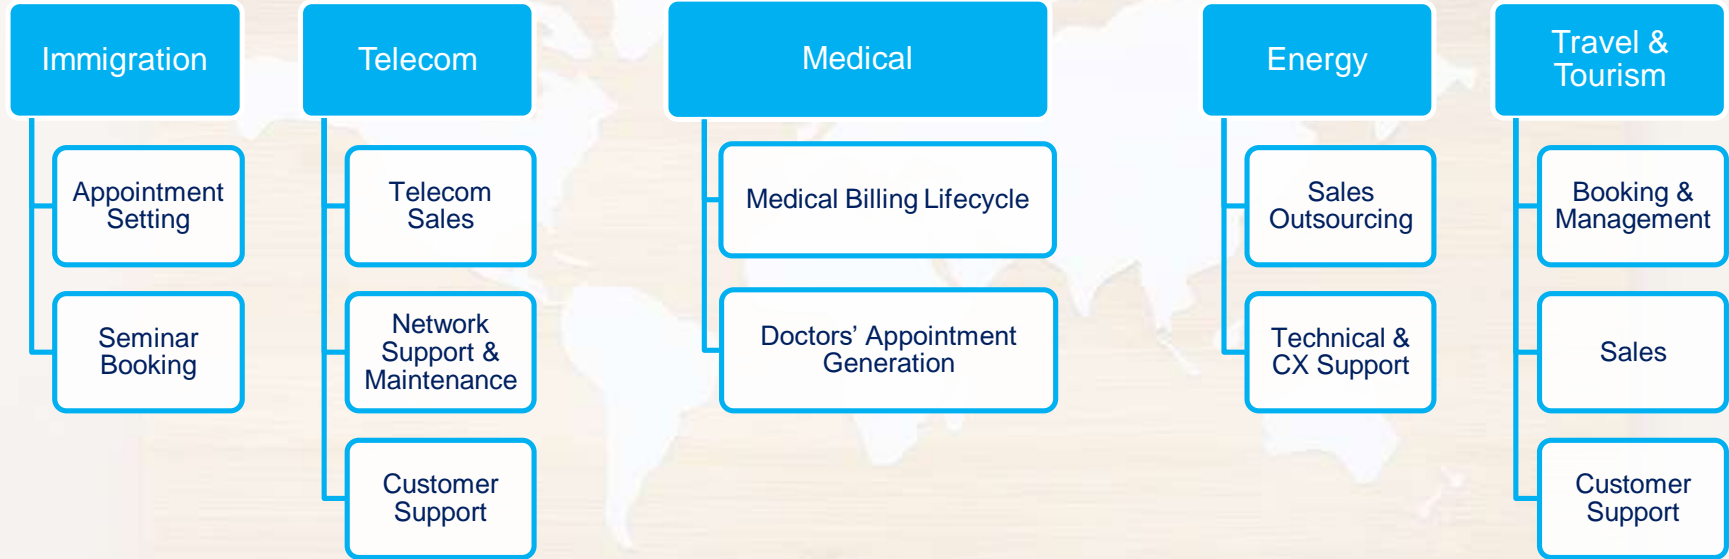 Immigration
Appointment
Setting
Seminar
Booking
Telecom
Telecom
Sales
Network
Support &
Maintenance
Customer
Support
Medical
Medical Billing Lifecycle
Doctors’ Appointment
Generation
Energy
Sales
Outsourcing
Technical &
CX Support
Travel &
Tourism
Booking &
Management
Sales
Customer
Support